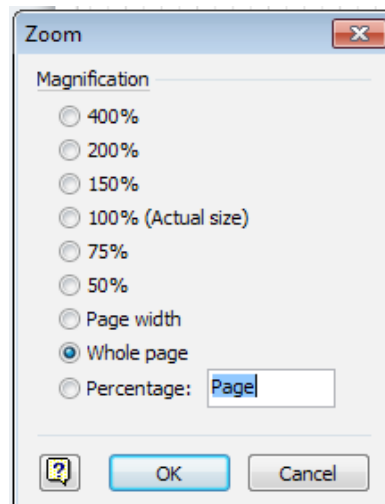 Zoom
Magnification
400%
200%
150%
100% (Actual size)
75%
50%
Page width
Whole page
Percentage: Page
? OK Cancel